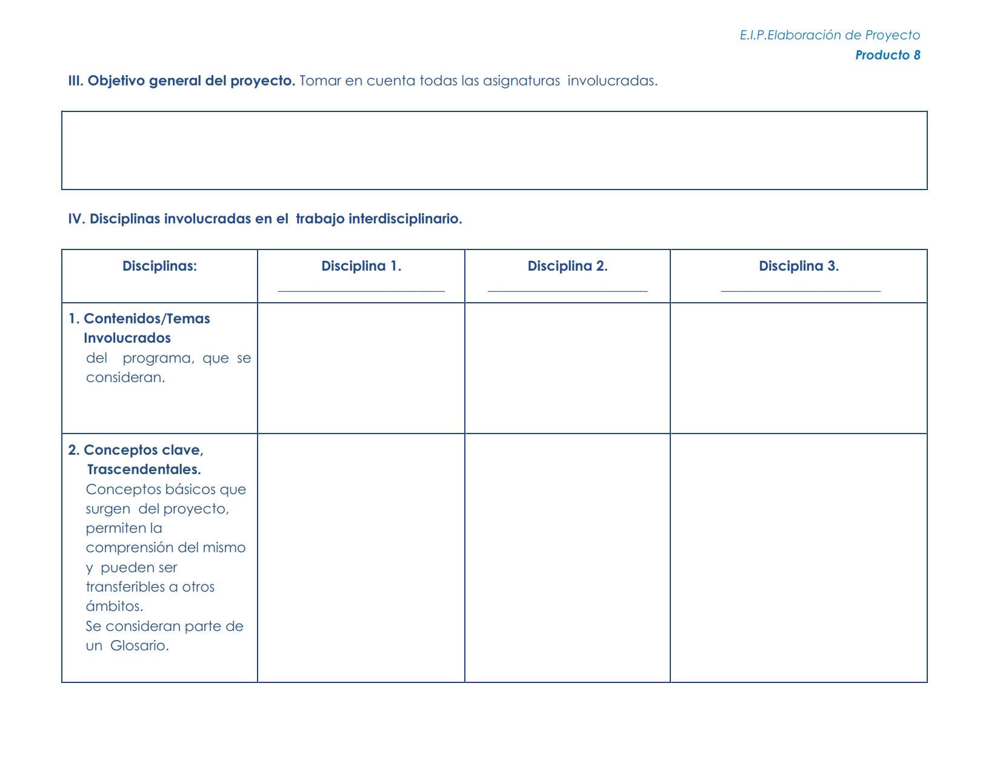 E.I.P.Elaboración de Proyecto
Producto 8
III. Objetivo general del proyecto. Tomar en cuenta todas las asignaturas involucradas.
IV. Disciplinas involucradas en el trabajo interdisciplinario.
Disciplinas:
Disciplina 1.
Disciplina 2.
Disciplina 3.
1. Contenidos/Temas
Involucrados
del programa, que se
consideran.
2. Conceptos clave,
Trascendentales.
Conceptos básicos que
surgen del proyecto,
permiten la
comprensión del mismo
y pueden ser
transferibles a otros
ámbitos.
Se consideran parte de
un Glosario.